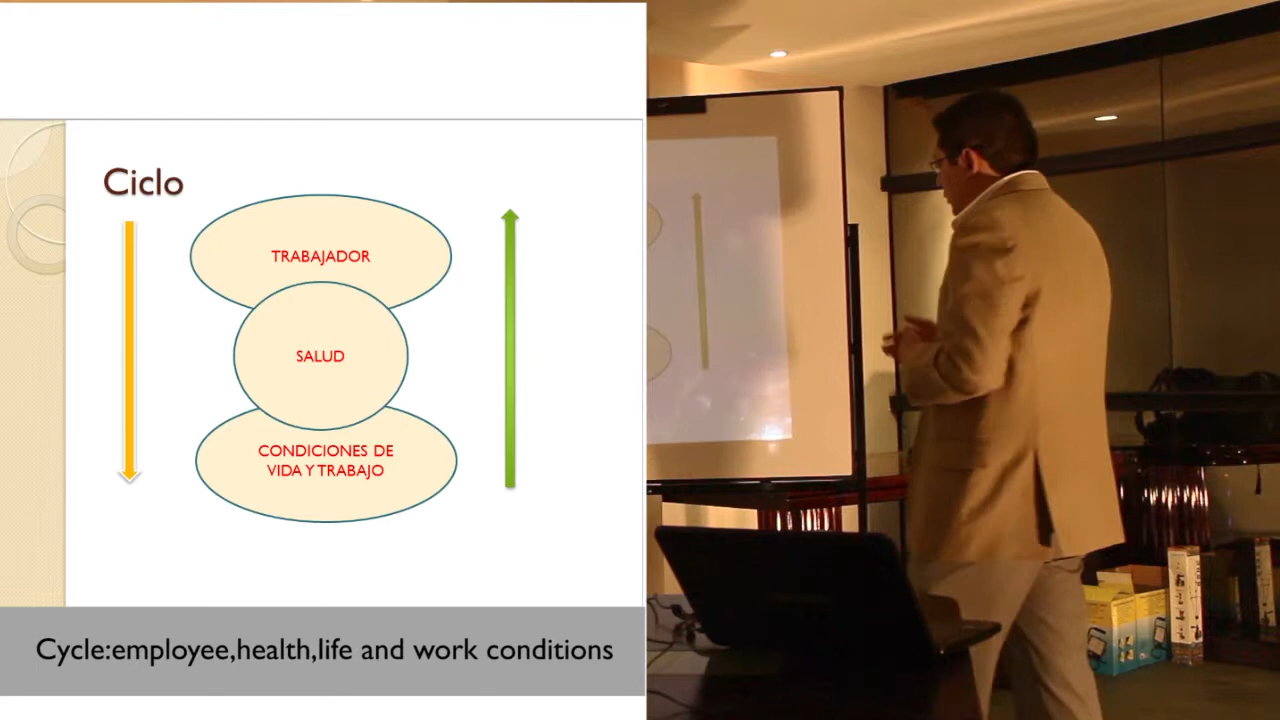 Ciclo
TRABAJADOR
SALUD
CONDICIONES DE
VIDA Y TRABAJO
Cycle:employee,health,life and work conditions